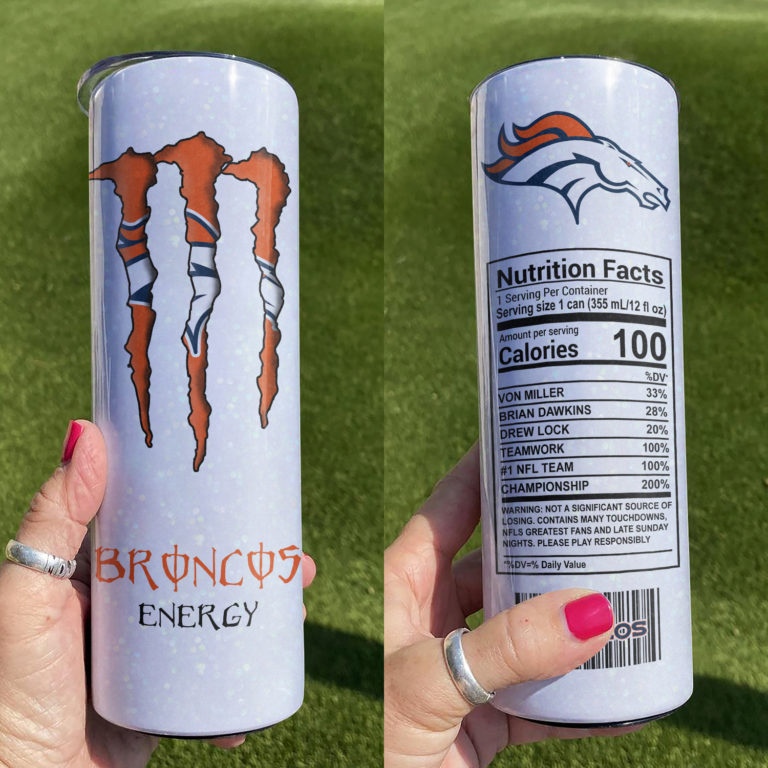 BRONCOS
ENERGY
Nutrition Facts
1 Serving Per Container
Serving size 1 can (355 mL/12 fl oz)
Amount per serving
Calories 100
%DV*
VON MILLER 33%
BRIAN DAWKINS 28%
DREW LOCK 20%
TEAMWORK 100%
#1 NFL TEAM 100%
CHAMPIONSHIP 200%
WARNING: NOT A SIGNIFICANT SOURCE OF
LOSING. CONTAINS MANY TOUCHDOWNS,
NFLS GREATEST FANS AND LATE SUNDAY
NIGHTS. PLEASE PLAY RESPONSIBLY
*%DV=% Daily Value